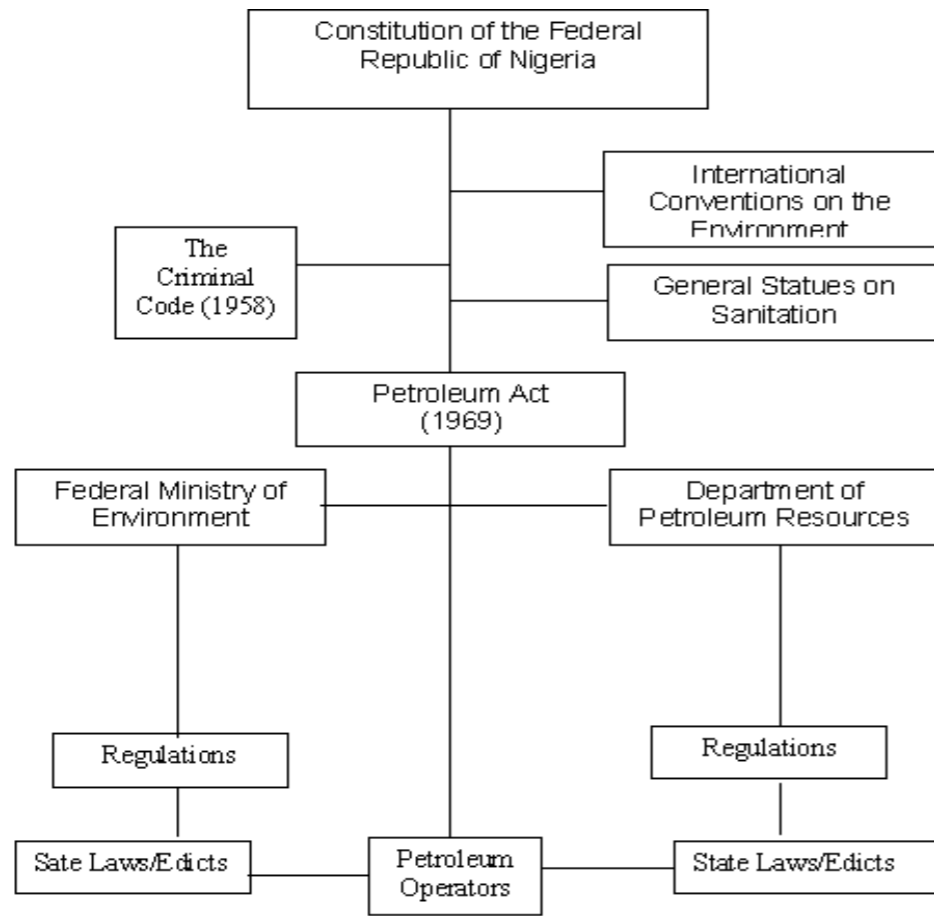 Constitution of the Federal
Republic of Nigeria
International
Conventions on the
Environment
The
Criminal
Code (1958)
General Statues on
Sanitation
Petroleum Act
(1969)
Federal Ministry of
Environment
Department of
Petroleum Resources
Regulations
Regulations
Sate Laws/Edicts
Petroleum
Operators
State Laws/Edicts